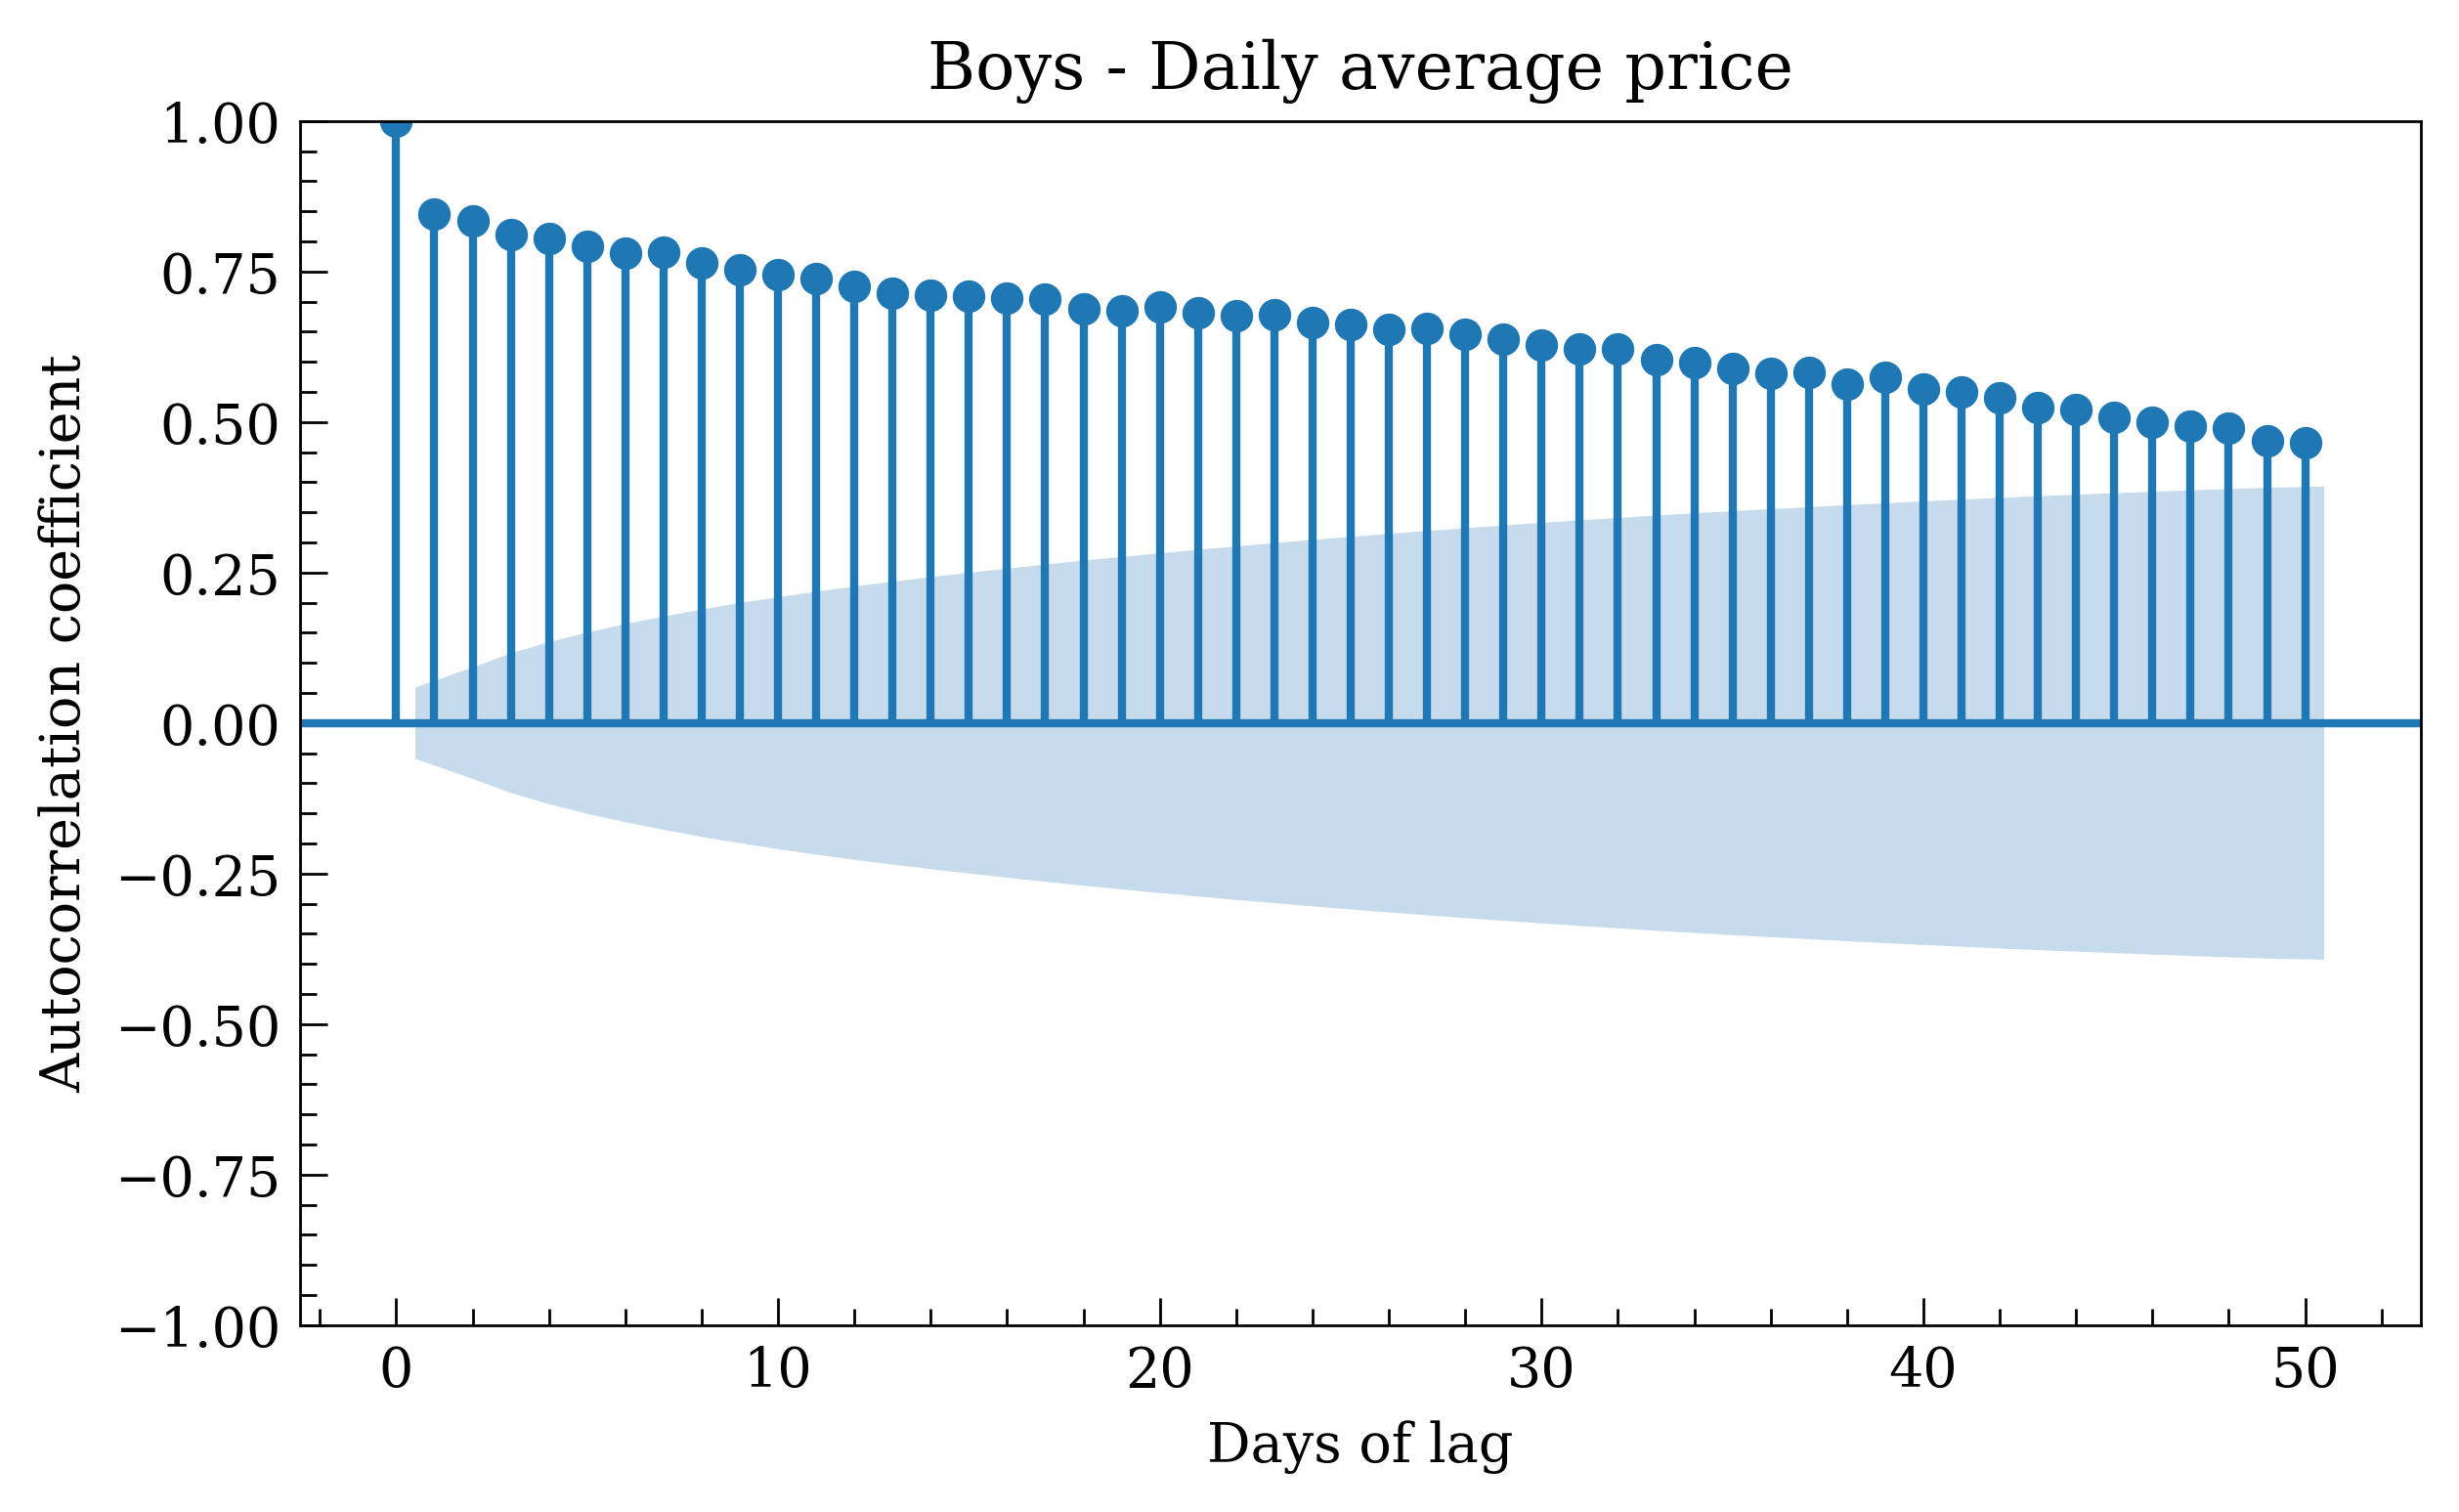 Boys - Daily average price
Autocorrelation coefficient
1.00
0.75
0.50
0.25
0.00
−0.25
−0.50
−0.75
−1.00
0 10 20 30 40 50
Days of lag